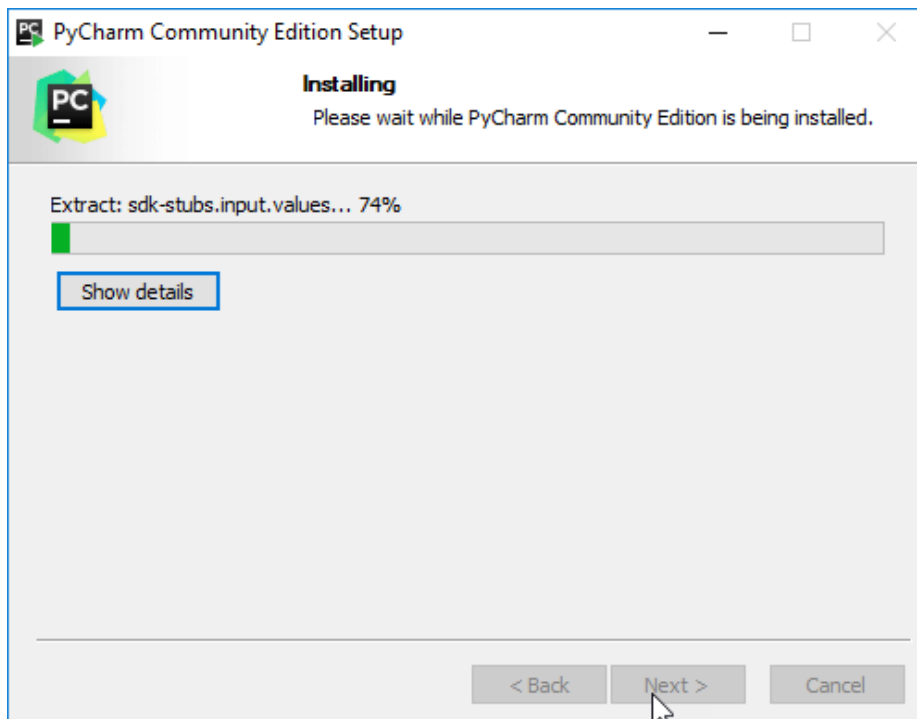 PC PyCharm Community Edition Setup
PC
Installing
Please wait while PyCharm Community Edition is being installed.
Extract: sdk-stubs.input.values... 74%
Show details
< Back Next > Cancel